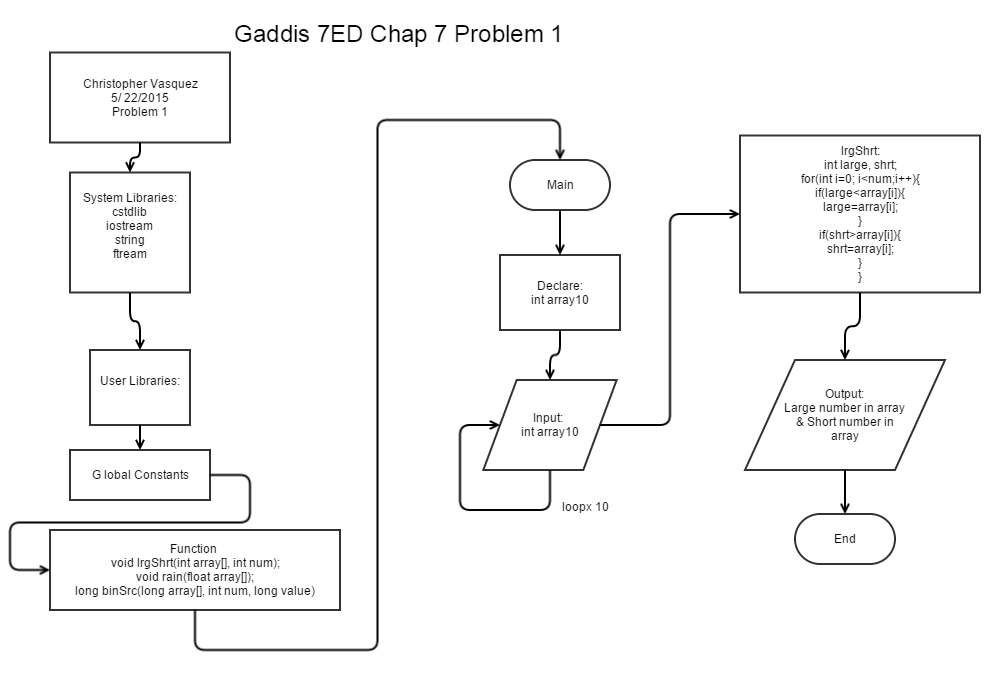 Gaddis 7ED Chap 7 Problem 1
Christopher Vasquez
5/ 22/2015
Problem 1
System Libraries:
cstdlib
iostream
string
ftream
User Libraries:
G lobal Constants
Function
void lrgShrt(int array[], int num);
void rain(float array[]);
long binSrc(long array[], int num, long value)
Main
Declare:
int array10
Input:
int array10
loopx 10
lrgShrt:
int large, shrt;
for(int i=0; i<num;i++){
if(large<array[i]){
large=array[i];
}
if(shrt>array[i]){
shrt=array[i];
}
}
Output:
Large number in array
& Short number in
array
End